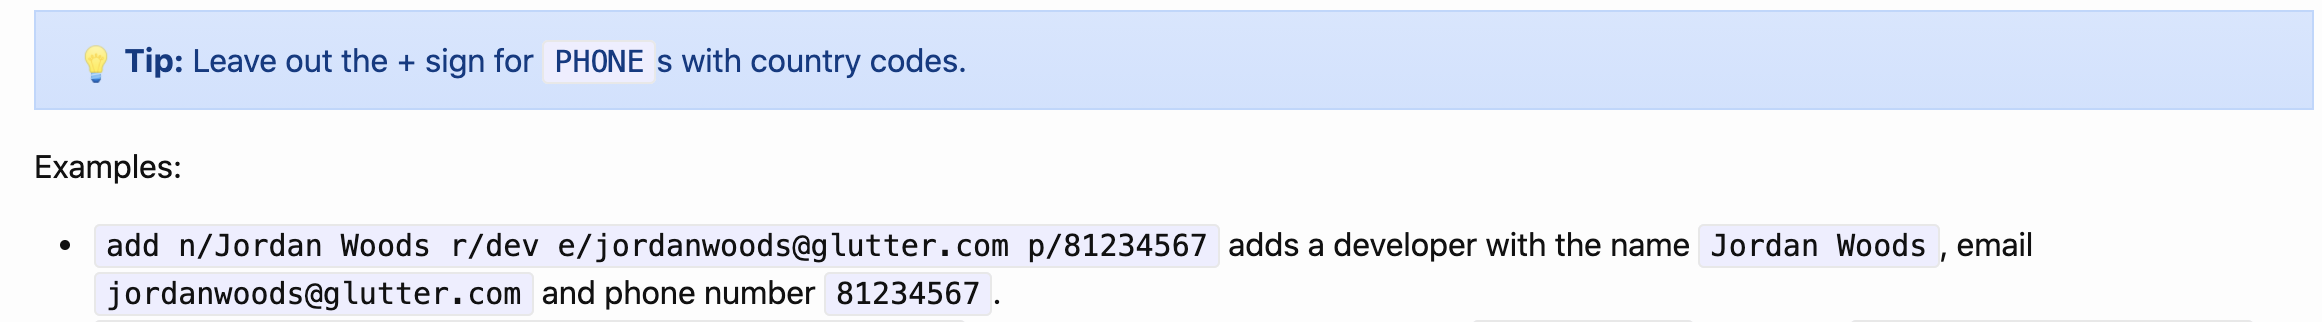 💡 Tip: Leave out the + sign for PHONE s with country codes.
Examples:
• add n/Jordan Woods r/dev e/jordanwoods@glutter.com p/81234567 adds a developer with the name Jordan Woods, email
jordanwoods@glutter.com and phone number 81234567.